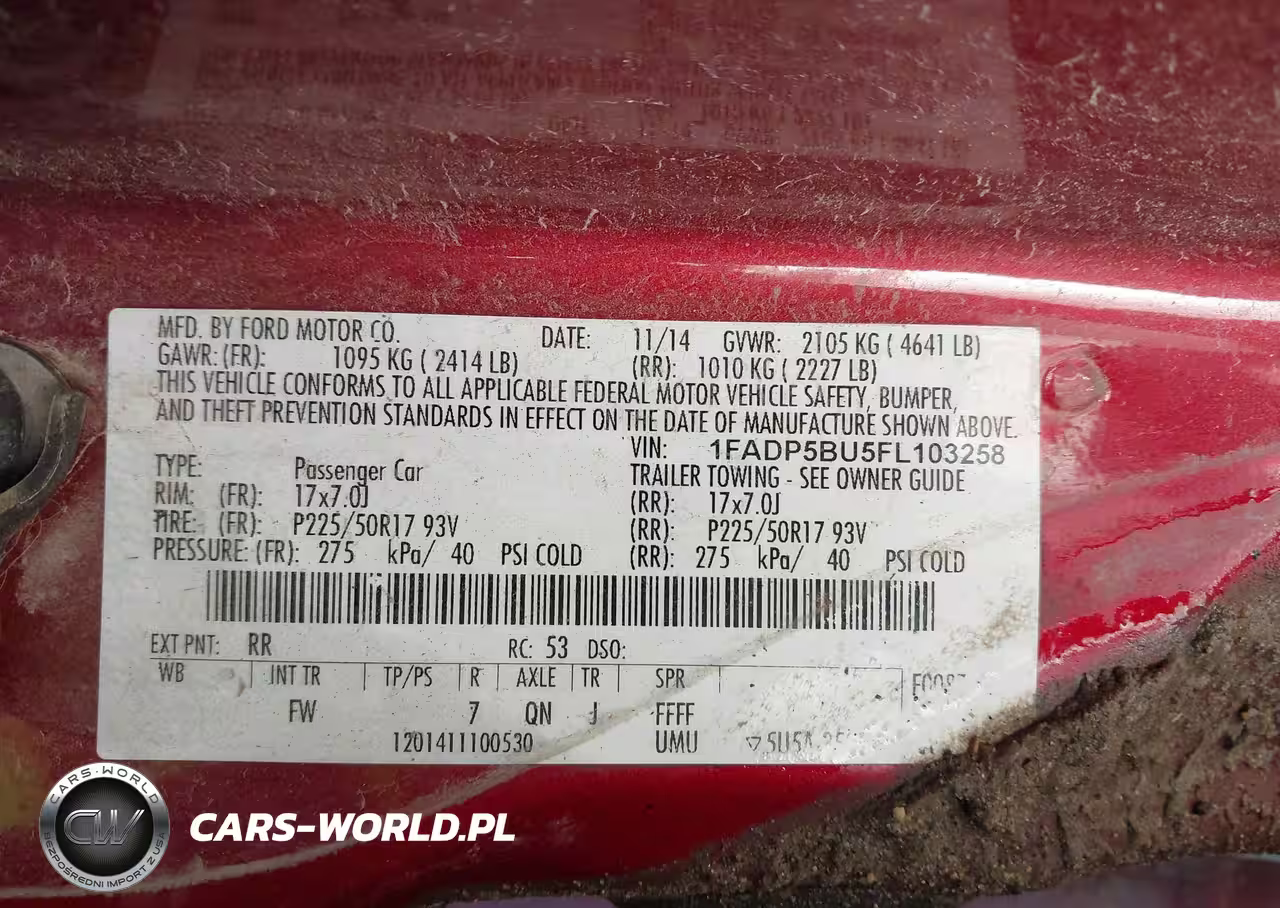 MFD. BY FORD MOTOR CO. DATE: 11/14 GVWR: 2105 KG ( 4641 LB)
GAWR: (FR): 1095 KG ( 2414 LB) (RR): 1010 KG ( 2227 LB)
THIS VEHICLE CONFORMS TO ALL APPLICABLE FEDERAL MOTOR VEHICLE SAFETY, BUMPER,
AND THEFT PREVENTION STANDARDS IN EFFECT ON THE DATE OF MANUFACTURE SHOWN ABOVE.
VIN: 1FADP5BU5FL103258
TYPE: Passenger Car TRAILER TOWING - SEE OWNER GUIDE
RIM: (FR): 17x7.0J (RR): 17x7.0J
TIRE: (FR): P225/50R17 93V (RR): P225/50R17 93V
PRESSURE: (FR): 275 kPa/ 40 PSI COLD (RR): 275 kPa/ 40 PSI COLD
EXT PNT: RR RC: 53 DSO:
WB INT TR TP/PS R AXLE TR SPR
FW 7 QN J FFFF
1201411100530 UMU
CARS-WORLD
CW
BEZPOŚREDNI IMPORT Z USA
CARS-WORLD.PL